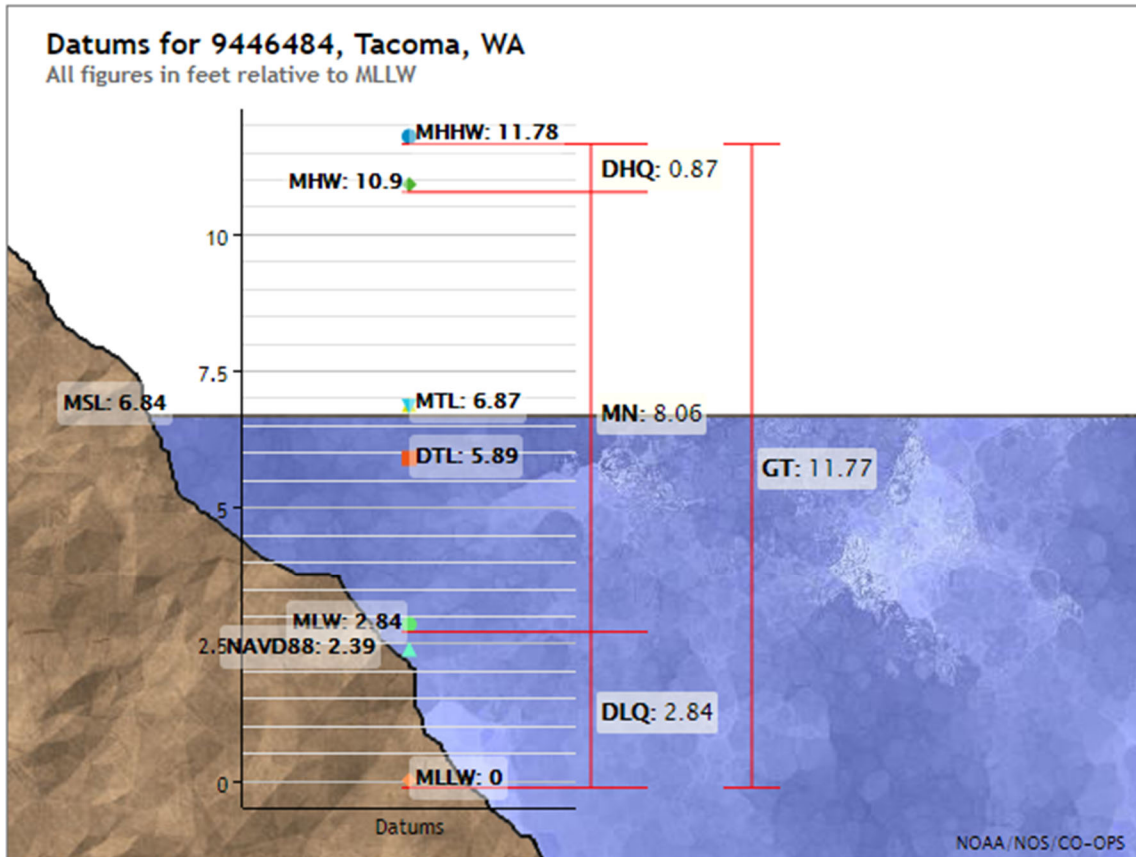 Datums for 9446484, Tacoma, WA
All figures in feet relative to MLLW
MHHW: 11.78
DHQ: 0.87
MHW: 10.9
10
7.5
MSL: 6.84
MTL: 6.87
MN: 8.06
DTL: 5.89
GT: 11.77
5
MLW: 2.84
2.5
NAVD88: 2.39
DLQ: 2.84
MLLW: 0
0
Datums
NOAA/NOS/CO-OPS